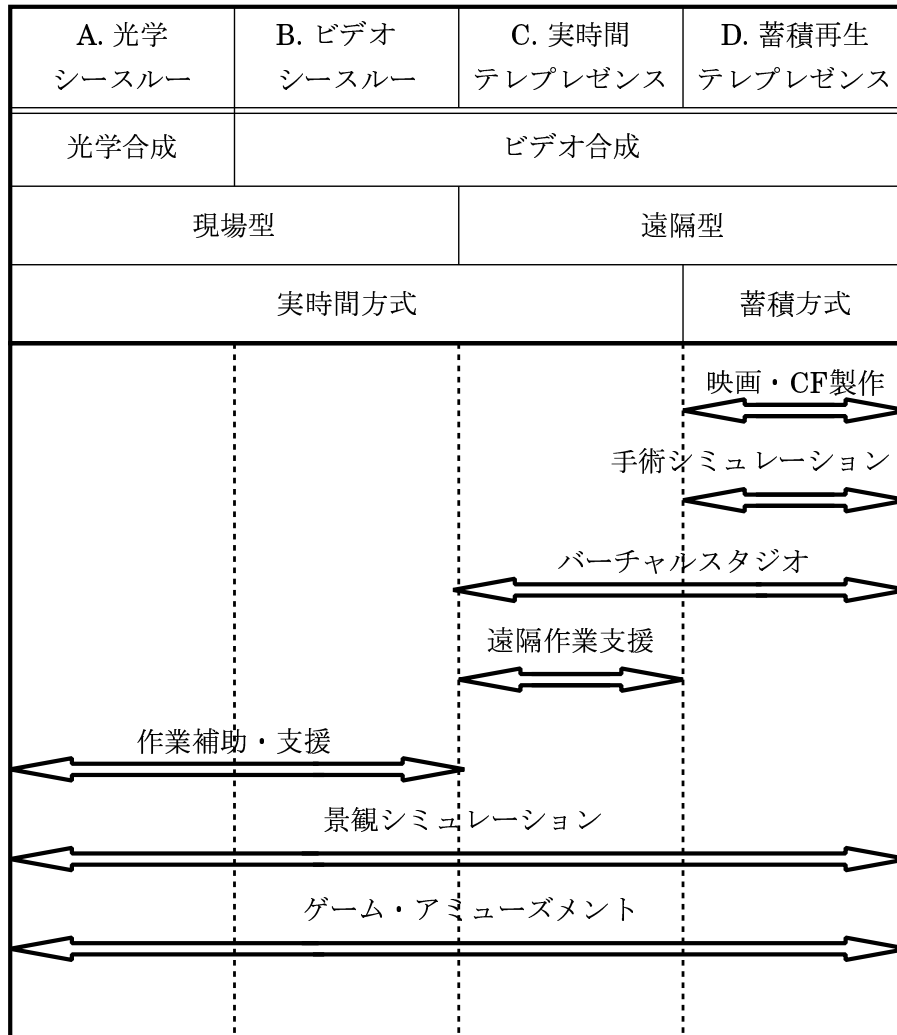 A. 光学
シースルー
B. ビデオ
シースルー
C. 実時間
テレプレゼンス
D. 蓄積再生
テレプレゼンス
光学合成
ビデオ合成
現場型
遠隔型
実時間方式
蓄積方式
映画・CF製作
手術シミュレーション
バーチャルスタジオ
遠隔作業支援
作業補助・支援
景観シミュレーション
ゲーム・アミューズメント